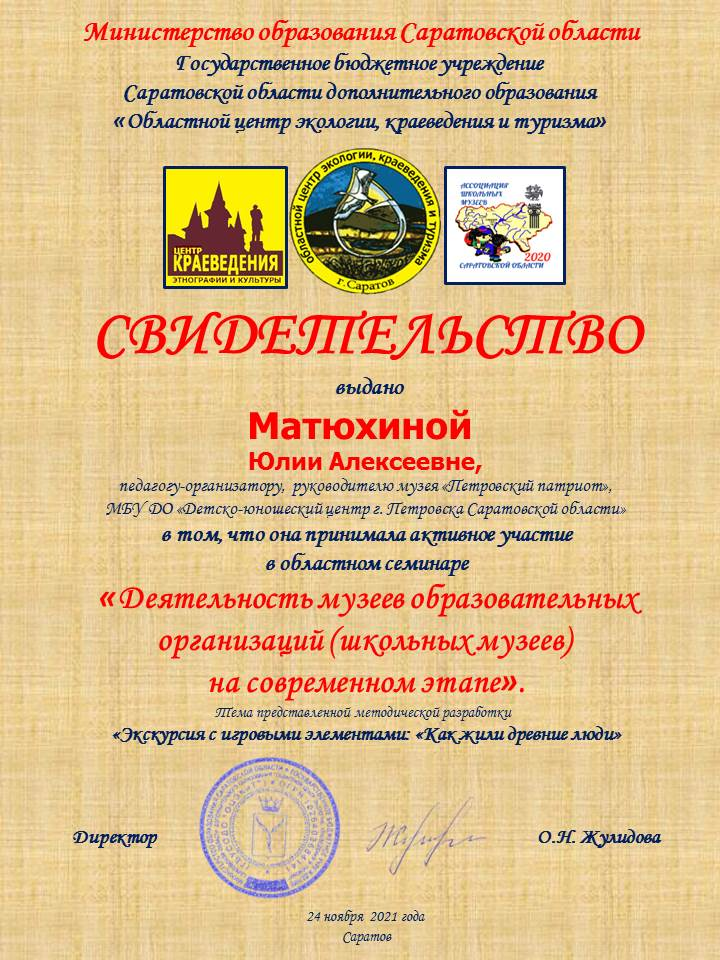 Министерство образования Саратовской области
Государственное бюджетное учреждение
Саратовской области дополнительного образования
« Областной центр экологии, краеведения и туризма»
ЦЕНТР
КРАЕВЕДЕНИЯ
ЭТНОГРАФИИ И КУЛЬТУРЫ
областной центр экологии, краеведения и туризма
г. Саратов
АССОЦИАЦИЯ
ШКОЛЬНЫХ
МУЗЕЕВ
2020
САРАТОВСКОЙ ОБЛАСТИ
СВИДЕТЕЛЬСТВО
выдано
Матюхиной
Юлии Алексеевне,
педагогу-организатору, руководителю музея «Петровский патриот»,
МБУ ДО «Детско-юношеский центр г. Петровска Саратовской области»
в том, что она принимала активное участие
в областном семинаре
« Деятельность музеев образовательных
организаций (школьных музеев)
на современном этапе».
Тема представленной методической разработки
«Экскурсия с игровыми элементами: «Как жили древние люди»
Директор
О.Н. Жулидова
24 ноября 2021 года
Саратов